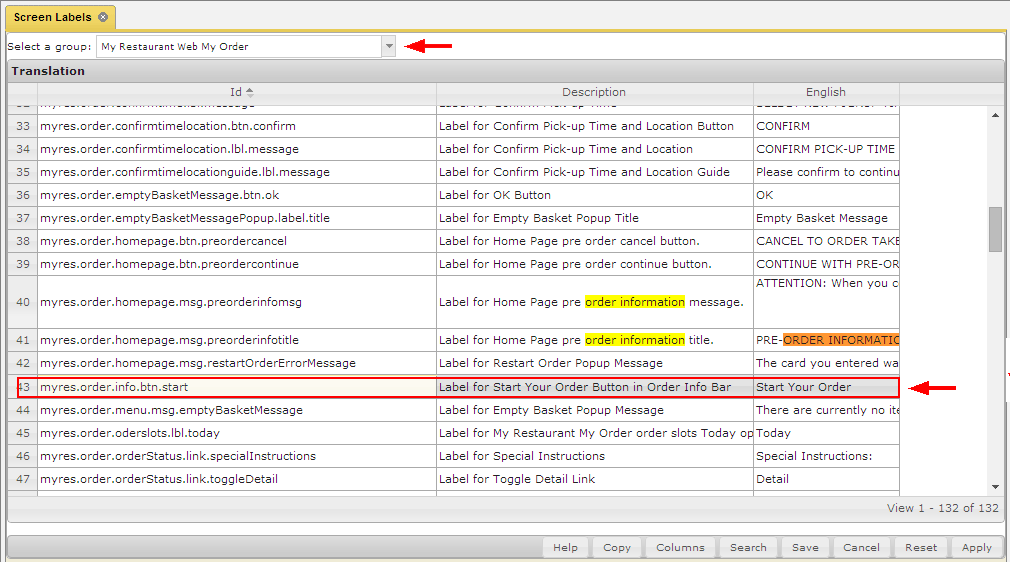 Screen Labels
Select a group: My Restaurant Web My Order
Translation
Id Description English
33 myres.order.confirmtimelocation.btn.confirm Label for Confirm Pick-up Time and Location Button CONFIRM
34 myres.order.confirmtimelocation.lbl.message Label for Confirm Pick-up Time and Location CONFIRM PICK-UP TIME
35 myres.order.confirmtimelocationguide.lbl.message Label for Confirm Pick-up Time and Location Guide Please confirm to continu
36 myres.order.emptyBasketMessage.btn.ok Label for OK Button OK
37 myres.order.emptyBasketMessagePopup.label.title Label for Empty Basket Popup Title Empty Basket Message
38 myres.order.homepage.btn.preordercancel Label for Home Page pre order cancel button. CANCEL TO ORDER TAKE
39 myres.order.homepage.btn.preordercontinue Label for Home Page pre order continue button. CONTINUE WITH PRE-OR
40 myres.order.homepage.msg.preorderinfomsg Label for Home Page pre order information message. ATTENTION: When you c
41 myres.order.homepage.msg.preorderinfotitle Label for Home Page pre order information title. PRE-ORDER INFORMATIO
42 myres.order.homepage.msg.restartOrderErrorMessage Label for Restart Order Popup Message The card you entered wa
43 myres.order.info.btn.start Label for Start Your Order Button in Order Info Bar Start Your Order
44 myres.order.menu.msg.emptyBasketMessage Label for Empty Basket Popup Message There are currently no ite
45 myres.order.oderslots.lbl.today Label for My Restaurant My Order order slots Today op Today
46 myres.order.orderStatus.link.specialInstructions Label for Special Instructions Special Instructions:
47 myres.order.orderStatus.link.toggleDetail Label for Toggle Detail Link Detail
View 1 - 132 of 132
Help Copy Columns Search Save Cancel Reset Apply